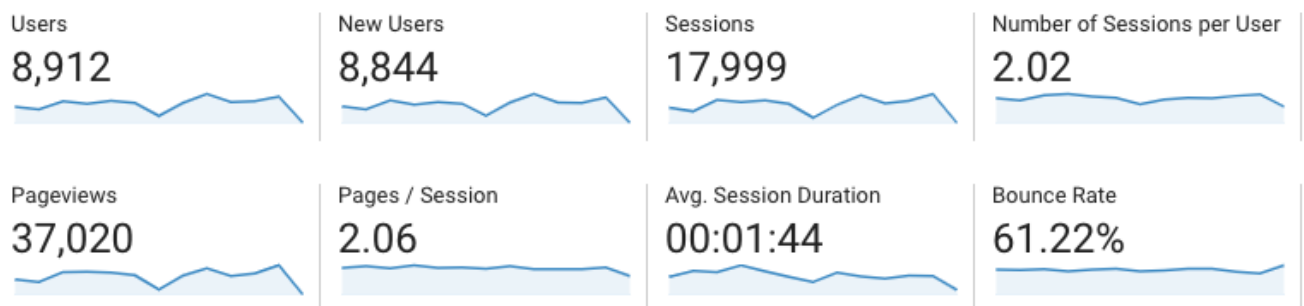 Users
8,912
New Users
8,844
Sessions
17,999
Number of Sessions per User
2.02
Pageviews
37,020
Pages / Session
2.06
Avg. Session Duration
00:01:44
Bounce Rate
61.22%